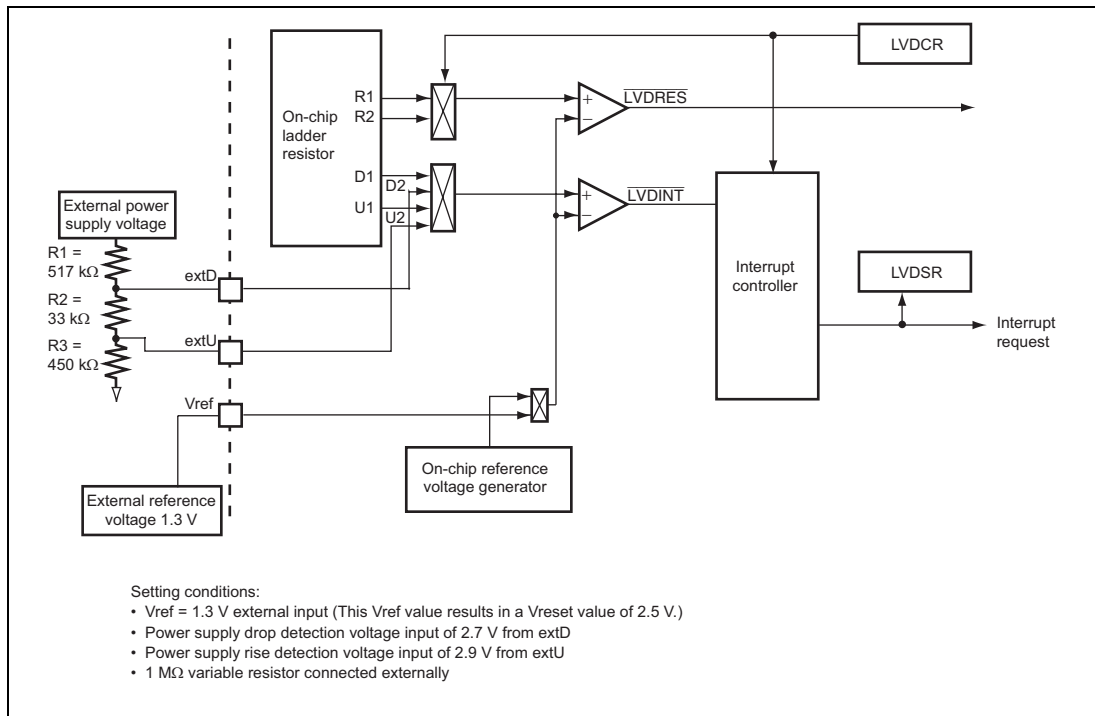 LVDCR
On-chip
ladder
resistor
R1
R2
D1
D2
U1
U2
LVDRES
LVDINT
External power
supply voltage
R1 =
517 kΩ
R2 =
33 kΩ
R3 =
450 kΩ
extD
extU
Vref
Interrupt
controller
LVDSR
Interrupt
request
On-chip reference
voltage generator
External reference
voltage 1.3 V
Setting conditions:
• Vref = 1.3 V external input (This Vref value results in a Vreset value of 2.5 V.)
• Power supply drop detection voltage input of 2.7 V from extD
• Power supply rise detection voltage input of 2.9 V from extU
• 1 MΩ variable resistor connected externally